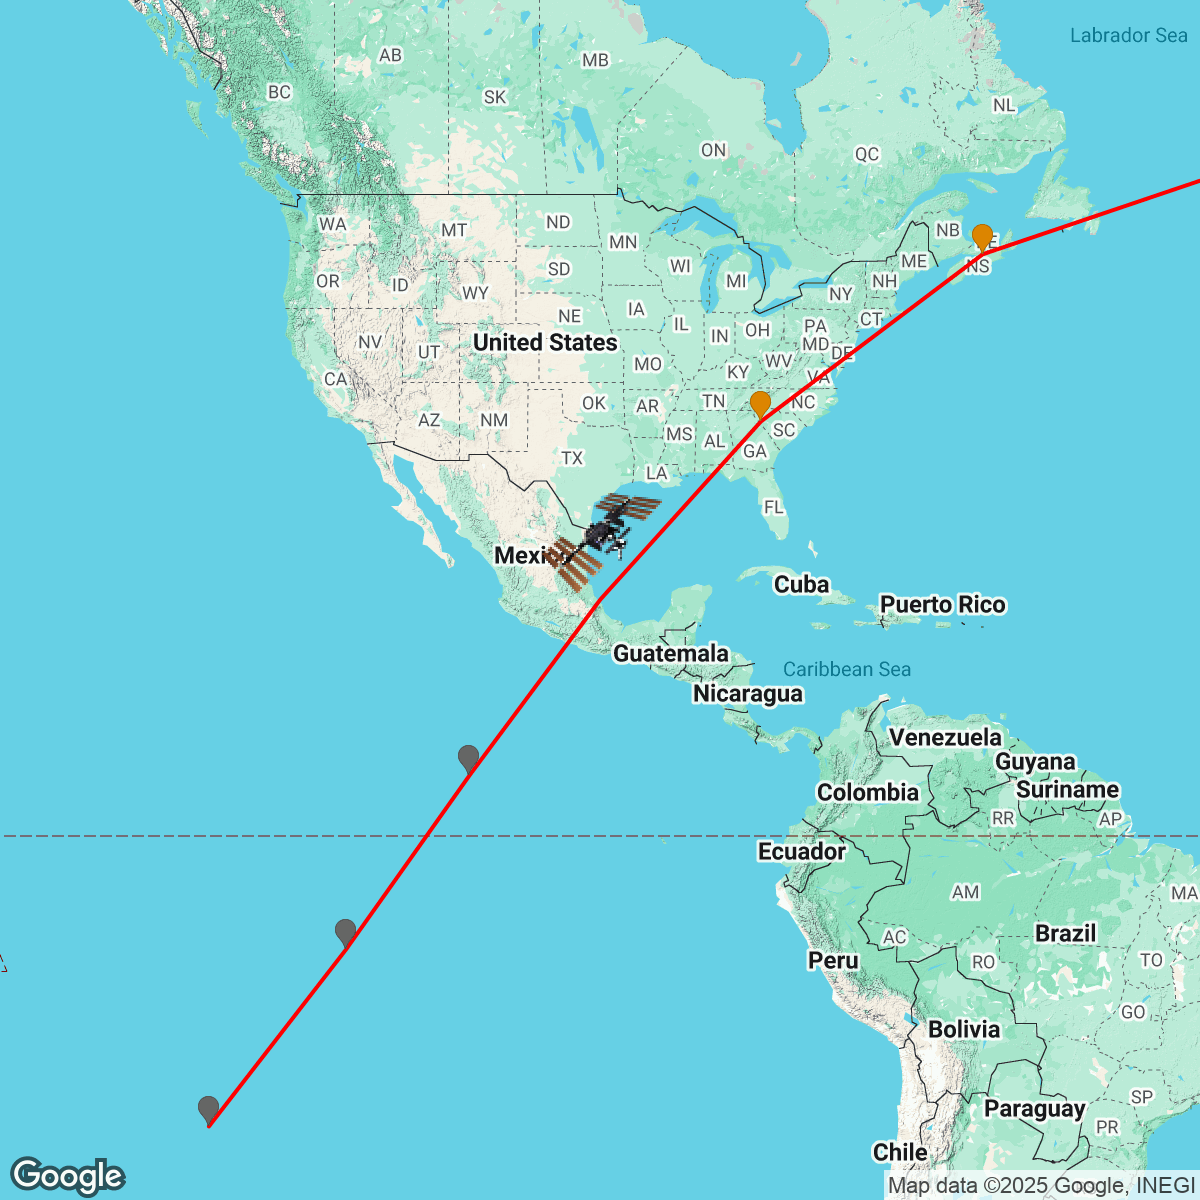 Labrador Sea
AB
MB
BC
SK
NL
ON
QC
WA
MT
ND
MN
NB
NS
ME
OR
ID
SD
WI
MI
NY
NH
WY
NE
IA
IL
IN
OH
PA
CT
NV
UT
United States
MO
KY
WV
MD
DE
VA
CA
AZ
NM
OK
AR
TN
NC
SC
MS
AL
GA
TX
LA
FL
Mexi
Cuba
Puerto Rico
Guatemala
Caribbean Sea
Nicaragua
Venezuela
Guyana
Suriname
Colombia
RR
AP
Ecuador
AM
MA
AC
Brazil
Peru
RO
TO
GO
Bolivia
SP
Paraguay
PR
Chile
Google
Map data ©2025 Google, INEGI